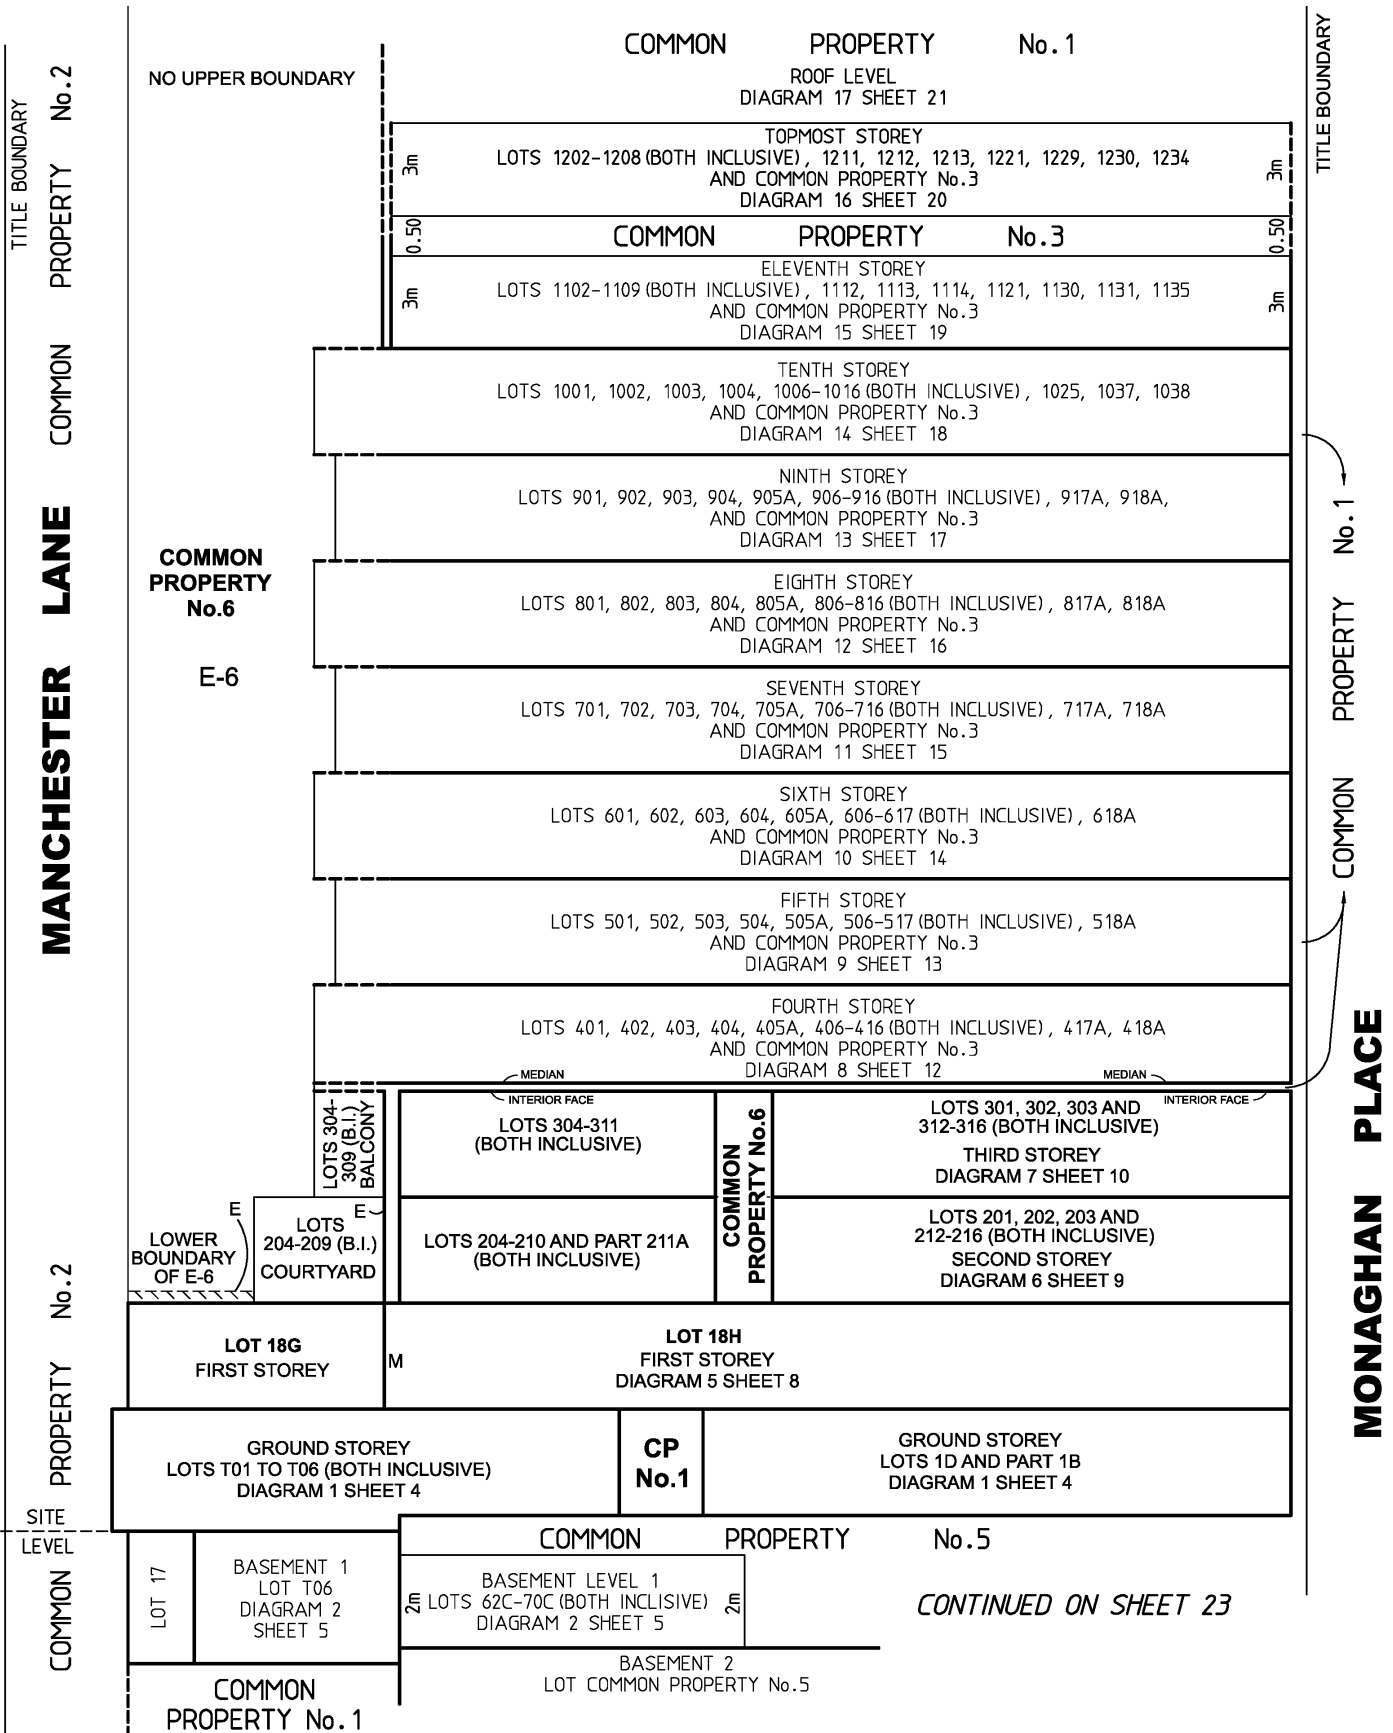 COMMON PROPERTY No.1
ROOF LEVEL
DIAGRAM 17 SHEET 21
NO UPPER BOUNDARY
TITLE BOUNDARY
COMMON PROPERTY No.2
TITLE BOUNDARY
TOPMOST STOREY
LOTS 1202-1208 (BOTH INCLUSIVE), 1211, 1212, 1213, 1221, 1229, 1230, 1234
AND COMMON PROPERTY No.3
DIAGRAM 16 SHEET 20
3m
3m
0.50
COMMON PROPERTY No.3
0.50
ELEVENTH STOREY
LOTS 1102-1109 (BOTH INCLUSIVE), 1112, 1113, 1114, 1121, 1130, 1131, 1135
AND COMMON PROPERTY No.3
DIAGRAM 15 SHEET 19
3m
3m
TENTH STOREY
LOTS 1001, 1002, 1003, 1004, 1006-1016 (BOTH INCLUSIVE), 1025, 1037, 1038
AND COMMON PROPERTY No.3
DIAGRAM 14 SHEET 18
NINTH STOREY
LOTS 901, 902, 903, 904, 905A, 906-916 (BOTH INCLUSIVE), 917A, 918A,
AND COMMON PROPERTY No.3
DIAGRAM 13 SHEET 17
MANCHESTER LANE
COMMON
PROPERTY
No.6
E-6
COMMON PROPERTY No.1
EIGHTH STOREY
LOTS 801, 802, 803, 804, 805A, 806-816 (BOTH INCLUSIVE), 817A, 818A
AND COMMON PROPERTY No.3
DIAGRAM 12 SHEET 16
SEVENTH STOREY
LOTS 701, 702, 703, 704, 705A, 706-716 (BOTH INCLUSIVE), 717A, 718A
AND COMMON PROPERTY No.3
DIAGRAM 11 SHEET 15
SIXTH STOREY
LOTS 601, 602, 603, 604, 605A, 606-617 (BOTH INCLUSIVE), 618A
AND COMMON PROPERTY No.3
DIAGRAM 10 SHEET 14
FIFTH STOREY
LOTS 501, 502, 503, 504, 505A, 506-517 (BOTH INCLUSIVE), 518A
AND COMMON PROPERTY No.3
DIAGRAM 9 SHEET 13
FOURTH STOREY
LOTS 401, 402, 403, 404, 405A, 406-416 (BOTH INCLUSIVE), 417A, 418A
AND COMMON PROPERTY No.3
DIAGRAM 8 SHEET 12
MEDIAN
MEDIAN
INTERIOR FACE
INTERIOR FACE
MONAGHAN PLACE
LOTS 304-
309 (B.I.)
BALCONY
LOTS 304-311
(BOTH INCLUSIVE)
COMMON
PROPERTY No.6
LOTS 301, 302, 303 AND
312-316 (BOTH INCLUSIVE)
THIRD STOREY
DIAGRAM 7 SHEET 10
E
LOWER
BOUNDARY
OF E-6
E
LOTS
204-209 (B.I.)
COURTYARD
LOTS 204-210 AND PART 211A
(BOTH INCLUSIVE)
LOTS 201, 202, 203 AND
212-216 (BOTH INCLUSIVE)
SECOND STOREY
DIAGRAM 6 SHEET 9
LOT 18G
FIRST STOREY
M
LOT 18H
FIRST STOREY
DIAGRAM 5 SHEET 8
COMMON PROPERTY No.2
GROUND STOREY
LOTS T01 TO T06 (BOTH INCLUSIVE)
DIAGRAM 1 SHEET 4
CP
No.1
GROUND STOREY
LOTS 1D AND PART 1B
DIAGRAM 1 SHEET 4
SITE
LEVEL
COMMON PROPERTY No.5
LOT 17
BASEMENT 1
LOT T06
DIAGRAM 2
SHEET 5
2m
BASEMENT LEVEL 1
LOTS 62C-70C (BOTH INCLISIVE)
DIAGRAM 2 SHEET 5
2m
CONTINUED ON SHEET 23
BASEMENT 2
LOT COMMON PROPERTY No.5
COMMON
PROPERTY No.1